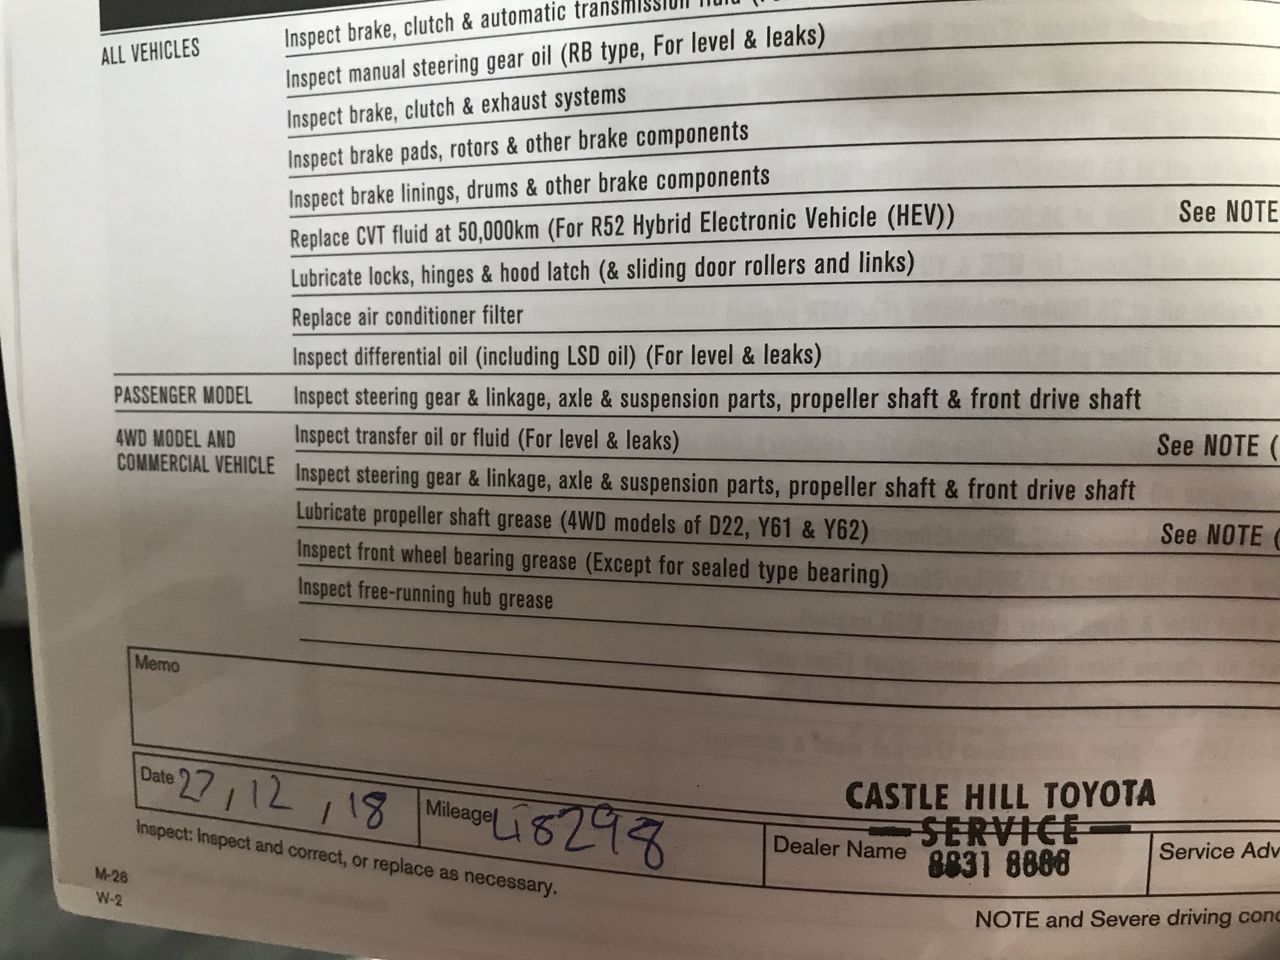 ALL VEHICLES
Inspect brake, clutch & automatic transmission fluid
Inspect manual steering gear oil (RB type, For level & leaks)
Inspect brake, clutch & exhaust systems
Inspect brake pads, rotors & other brake components
Inspect brake linings, drums & other brake components
Replace CVT fluid at 50,000km (For R52 Hybrid Electronic Vehicle (HEV)) See NOTE
Lubricate locks, hinges & hood latch (& sliding door rollers and links)
Replace air conditioner filter
Inspect differential oil (including LSD oil) (For level & leaks)
PASSENGER MODEL Inspect steering gear & linkage, axle & suspension parts, propeller shaft & front drive shaft
4WD MODEL AND
COMMERCIAL VEHICLE
Inspect transfer oil or fluid (For level & leaks) See NOTE (
Inspect steering gear & linkage, axle & suspension parts, propeller shaft & front drive shaft
Lubricate propeller shaft grease (4WD models of D22, Y61 & Y62) See NOTE (
Inspect front wheel bearing grease (Except for sealed type bearing)
Inspect free-running hub grease
Memo
Date 27, 12, 18
Mileage 48298
Dealer Name
CASTLE HILL TOYOTA
SERVICE
8831 8888
Service Adv
Inspect: Inspect and correct, or replace as necessary.
M-26
W-2
NOTE and Severe driving cond